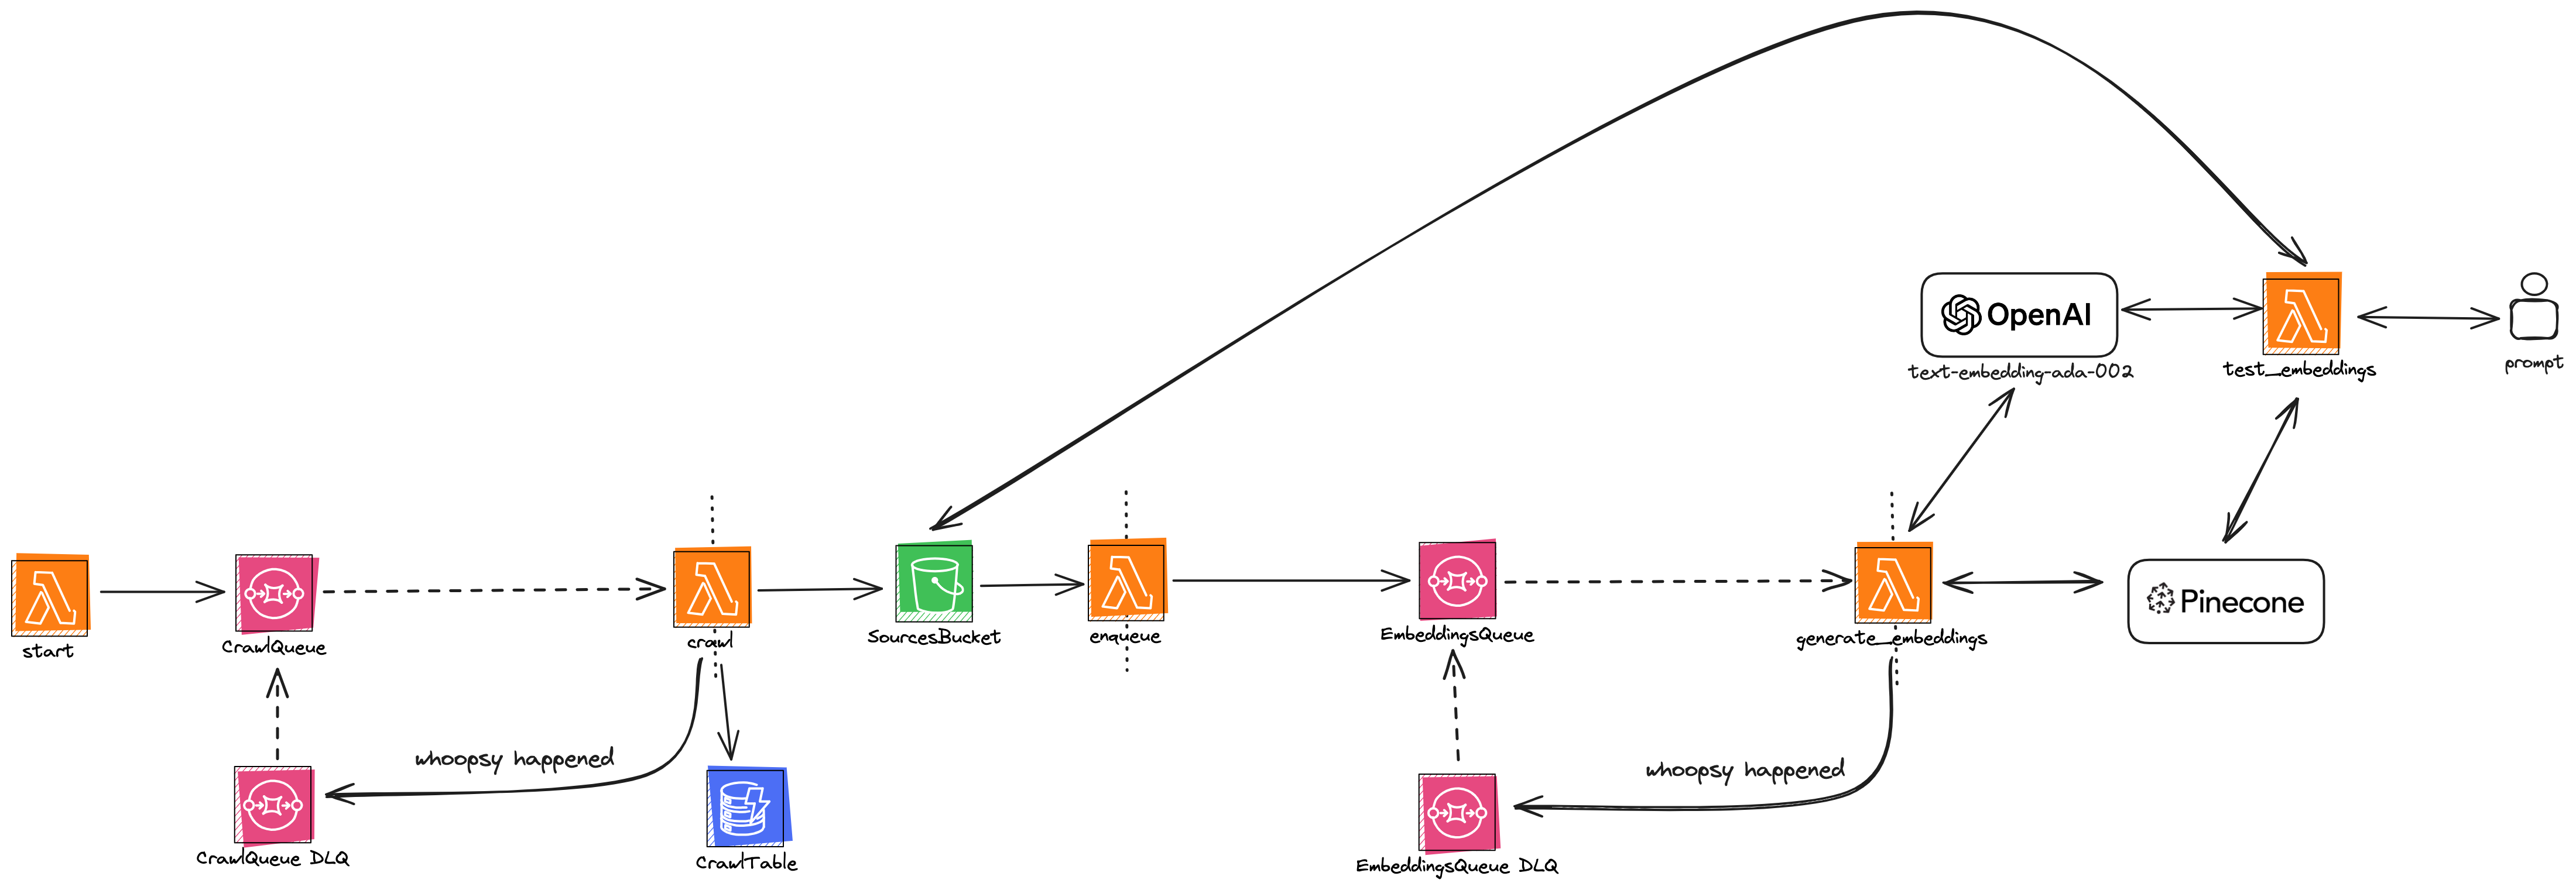 OpenAI
text-embedding-ada-002
test_embeddings
prompt
start
CrawlQueue
crawl
SourcesBucket
enqueue
EmbeddingsQueue
generate_embeddings
Pinecone
whoopsy happened
whoopsy happened
CrawlQueue DLQ
CrawlTable
EmbeddingsQueue DLQ